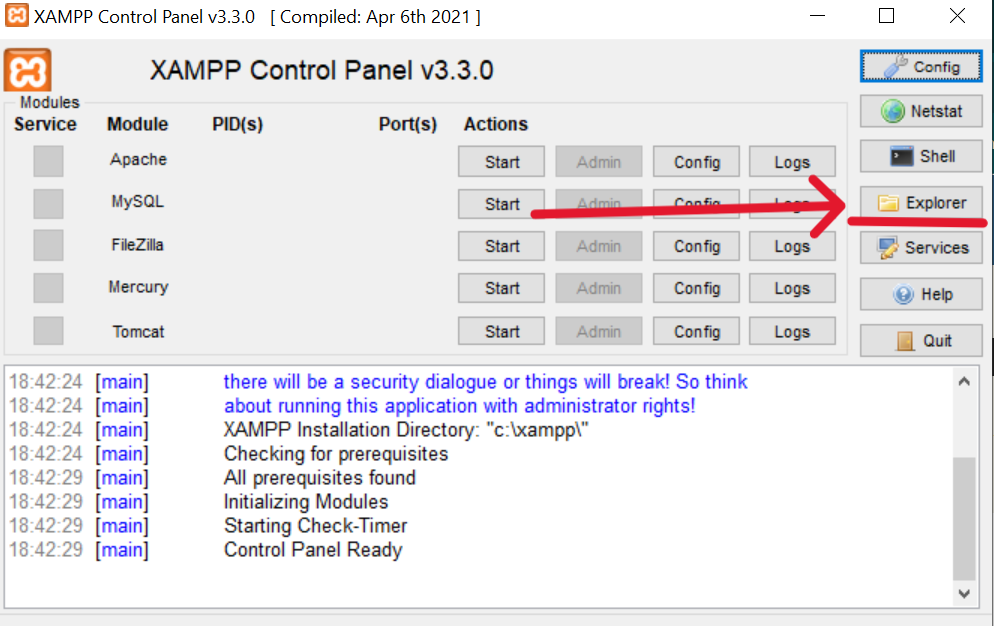 XAMPP Control Panel v3.3.0 [ Compiled: Apr 6th 2021 ]
XAMPP Control Panel v3.3.0
Config
Modules
Service Module PID(s) Port(s) Actions
Netstat
Apache Start Admin Config Logs
Shell
MySQL Start Admin Config Logs
Explorer
FileZilla Start Admin Config Logs
Services
Mercury Start Admin Config Logs
Help
Tomcat Start Admin Config Logs
Quit
18:42:24 [main] there will be a security dialogue or things will break! So think
18:42:24 [main] about running this application with administrator rights!
18:42:24 [main] XAMPP Installation Directory: "c:\xampp\"
18:42:24 [main] Checking for prerequisites
18:42:29 [main] All prerequisites found
18:42:29 [main] Initializing Modules
18:42:29 [main] Starting Check-Timer
18:42:29 [main] Control Panel Ready